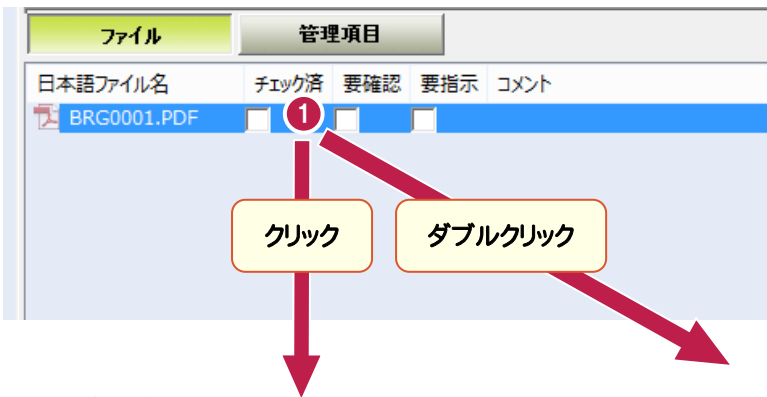 ファイル 管理項目
日本語ファイル名 チェック済 要確認 要指示 コメント
BRG0001.PDF
1
クリック ダブルクリック